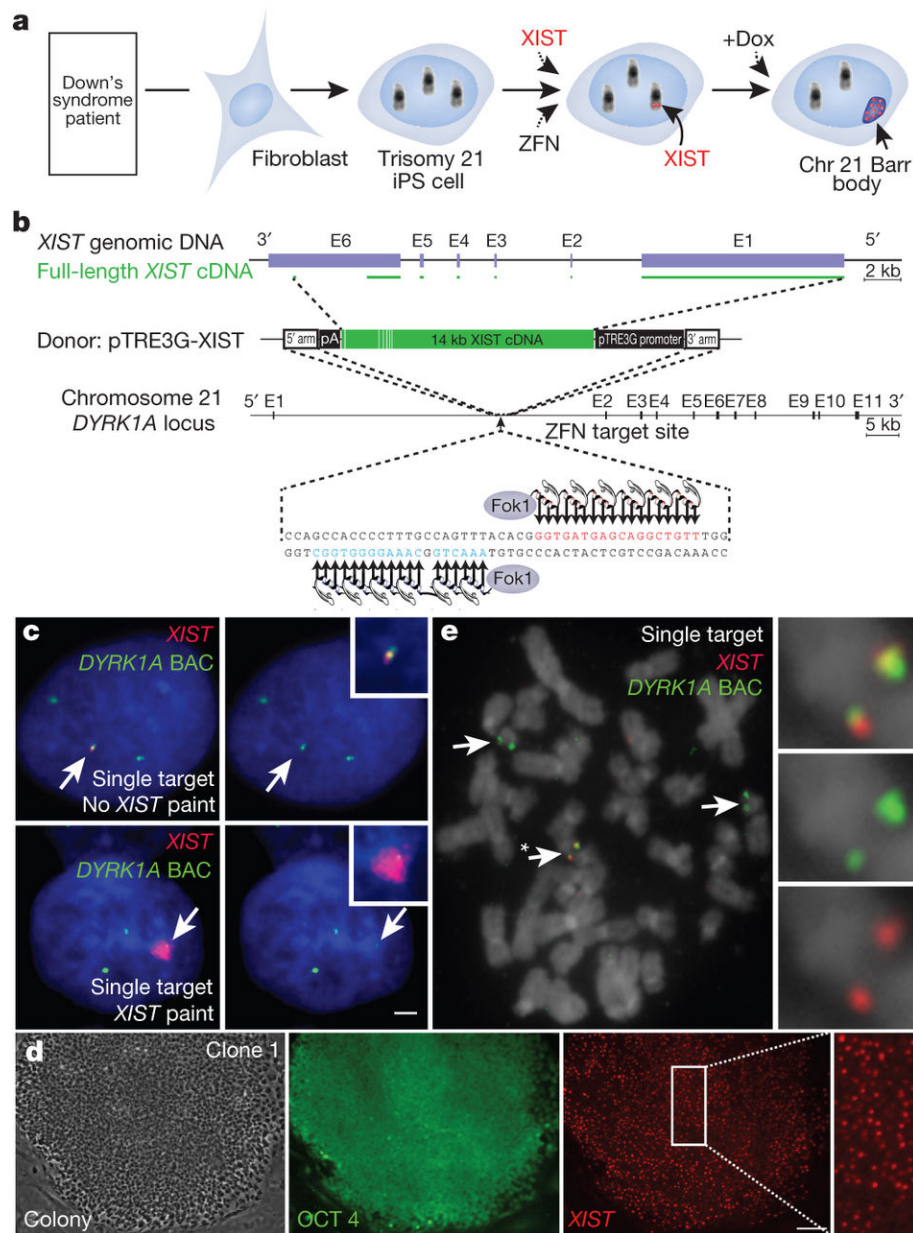 a
Down's
syndrome
patient
Fibroblast
Trisomy 21
iPS cell
XIST
ZFN
XIST
+Dox
Chr 21 Barr
body
b
XIST genomic DNA
3′ E6 E5 E4 E3 E2 E1 5′
Full-length XIST cDNA
2 kb
Donor: pTRE3G-XIST
5′ arm pA 14 kb XIST cDNA pTRE3G promoter 3′ arm
Chromosome 21
DYRK1A locus
5′ E1 E2 E3 E4 E5 E6 E7 E8 E9 E10 E11 3′
ZFN target site
5 kb
Fok1
CCAGCCACCCCTTTGCCAGTTTACACGGGTGATGAGCAGGCTGTTTGG
GGTCGGTGGGGAAACGGTCAAATGTGCCCACTACTCGTCCGACAAACC
Fok1
c
XIST
DYRK1A BAC
Single target
No XIST paint
XIST
DYRK1A BAC
Single target
XIST paint
e
Single target
XIST
DYRK1A BAC
*
d
Clone 1
Colony
OCT 4
XIST